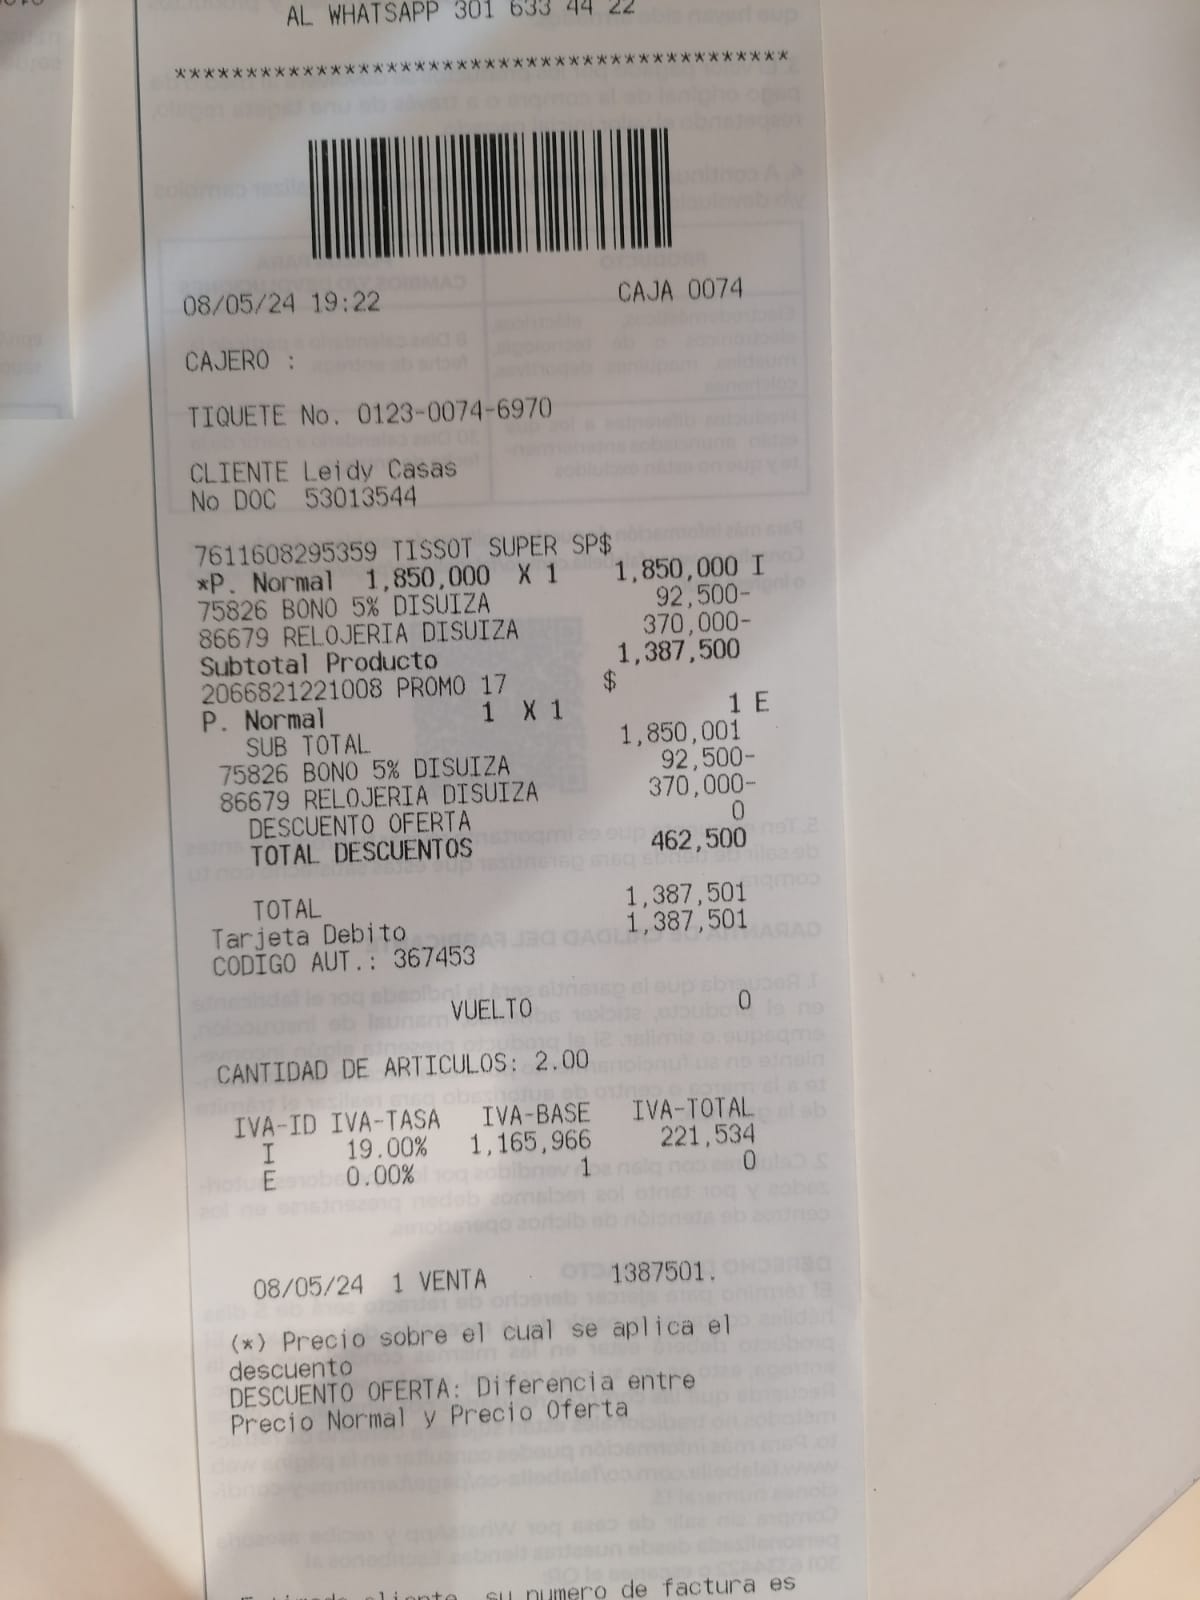 AL WHATSAPP 301 633 44 22
*******************************************
08/05/24 19:22 CAJA 0074
CAJERO :
TIQUETE No. 0123-0074-6970
CLIENTE Leidy Casas
No DOC 53013544
7611608295359 TISSOT SUPER SP$
*P. Normal 1,850,000 X 1 1,850,000 I
75826 BONO 5% DISUIZA 92,500-
86679 RELOJERIA DISUIZA 370,000-
Subtotal Producto 1,387,500
2066821221008 PROMO 17 $
P. Normal 1 X 1 1 E
SUB TOTAL 1,850,001
75826 BONO 5% DISUIZA 92,500-
86679 RELOJERIA DISUIZA 370,000-
DESCUENTO OFERTA 0
TOTAL DESCUENTOS 462,500
TOTAL 1,387,501
Tarjeta Debito 1,387,501
CODIGO AUT.: 367453
VUELTO 0
CANTIDAD DE ARTICULOS: 2.00
IVA-ID IVA-TASA IVA-BASE IVA-TOTAL
I 19.00% 1,165,966 221,534
E 0.00% 1 0
08/05/24 1 VENTA 1387501.
(*) Precio sobre el cual se aplica el
descuento
DESCUENTO OFERTA: Diferencia entre
Precio Normal y Precio Oferta
su numero de factura es